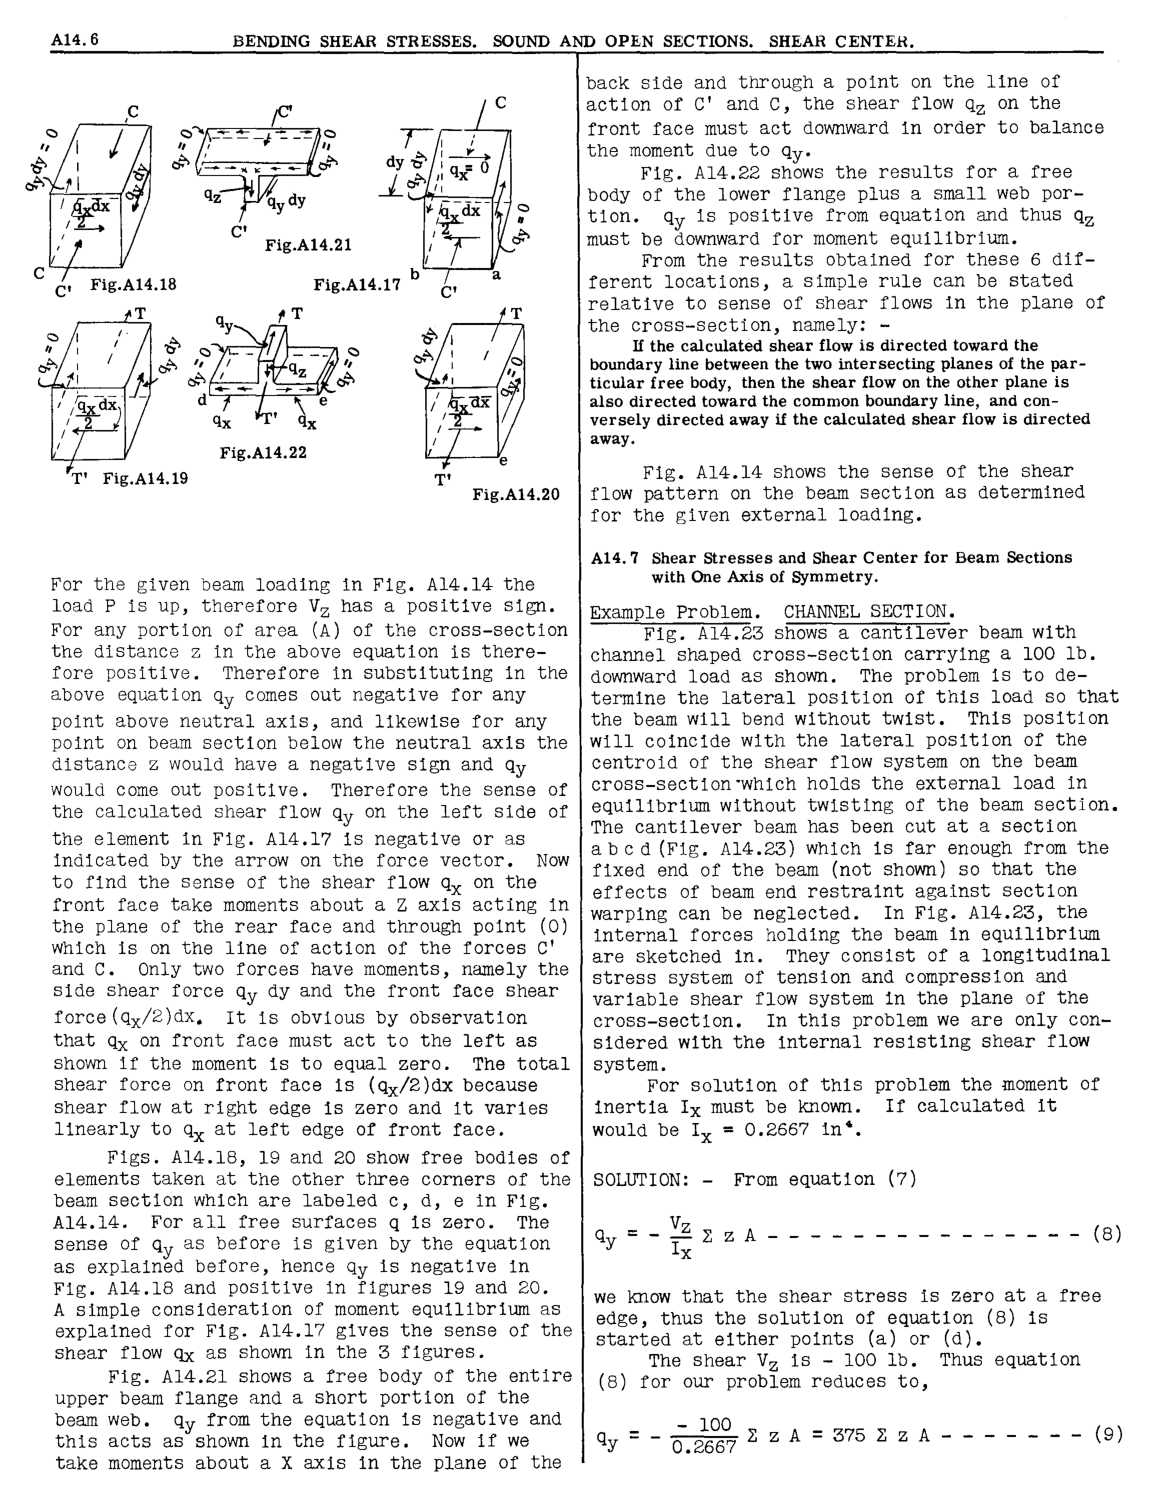 A14.6 BENDING SHEAR STRESSES. SOUND AND OPEN SECTIONS. SHEAR CENTER.
C
q_y = 0
q_y dy
q_y dy
q_x dx
2
C
C'
Fig.A14.18
C'
q_y = 0
q_y = 0
q_z
q_y dy
C'
Fig.A14.21
C
dy
q_y dy
q_x = 0
q_x dx
2
q_y = 0
b
a
C'
Fig.A14.17
T
q_y = 0
q_y dy
q_x dx
2
T'
Fig.A14.19
q_y
T
q_y = 0
q_z
q_y = 0
d
e
q_x
T'
q_x
Fig.A14.22
T
q_y dy
q_y = 0
q_x dx
2
e
T'
Fig.A14.20
For the given beam loading in Fig. A14.14 the
load P is up, therefore V_z has a positive sign.
For any portion of area (A) of the cross-section
the distance z in the above equation is there-
fore positive. Therefore in substituting in the
above equation q_y comes out negative for any
point above neutral axis, and likewise for any
point on beam section below the neutral axis the
distance z would have a negative sign and q_y
would come out positive. Therefore the sense of
the calculated shear flow q_y on the left side of
the element in Fig. A14.17 is negative or as
indicated by the arrow on the force vector. Now
to find the sense of the shear flow q_x on the
front face take moments about a Z axis acting in
the plane of the rear face and through point (O)
which is on the line of action of the forces C'
and C. Only two forces have moments, namely the
side shear force q_y dy and the front face shear
force (q_x/2)dx. It is obvious by observation
that q_x on front face must act to the left as
shown if the moment is to equal zero. The total
shear force on front face is (q_x/2)dx because
shear flow at right edge is zero and it varies
linearly to q_x at left edge of front face.
Figs. A14.18, 19 and 20 show free bodies of
elements taken at the other three corners of the
beam section which are labeled c, d, e in Fig.
A14.14. For all free surfaces q is zero. The
sense of q_y as before is given by the equation
as explained before, hence q_y is negative in
Fig. A14.18 and positive in figures 19 and 20.
A simple consideration of moment equilibrium as
explained for Fig. A14.17 gives the sense of the
shear flow q_x as shown in the 3 figures.
Fig. A14.21 shows a free body of the entire
upper beam flange and a short portion of the
beam web. q_y from the equation is negative and
this acts as shown in the figure. Now if we
take moments about a X axis in the plane of the
back side and through a point on the line of
action of C' and C, the shear flow q_z on the
front face must act downward in order to balance
the moment due to q_y.
Fig. A14.22 shows the results for a free
body of the lower flange plus a small web por-
tion. q_y is positive from equation and thus q_z
must be downward for moment equilibrium.
From the results obtained for these 6 dif-
ferent locations, a simple rule can be stated
relative to sense of shear flows in the plane of
the cross-section, namely: -
If the calculated shear flow is directed toward the
boundary line between the two intersecting planes of the par-
ticular free body, then the shear flow on the other plane is
also directed toward the common boundary line, and con-
versely directed away if the calculated shear flow is directed
away.
Fig. A14.14 shows the sense of the shear
flow pattern on the beam section as determined
for the given external loading.
A14.7 Shear Stresses and Shear Center for Beam Sections
with One Axis of Symmetry.
Example Problem. CHANNEL SECTION.
Fig. A14.23 shows a cantilever beam with
channel shaped cross-section carrying a 100 lb.
downward load as shown. The problem is to de-
termine the lateral position of this load so that
the beam will bend without twist. This position
will coincide with the lateral position of the
centroid of the shear flow system on the beam
cross-section which holds the external load in
equilibrium without twisting of the beam section.
The cantilever beam has been cut at a section
a b c d (Fig. A14.23) which is far enough from the
fixed end of the beam (not shown) so that the
effects of beam end restraint against section
warping can be neglected. In Fig. A14.23, the
internal forces holding the beam in equilibrium
are sketched in. They consist of a longitudinal
stress system of tension and compression and
variable shear flow system in the plane of the
cross-section. In this problem we are only con-
sidered with the internal resisting shear flow
system.
For solution of this problem the moment of
inertia I_x must be known. If calculated it
would be I_x = 0.2667 in⁴.
SOLUTION: - From equation (7)
q_y = - V_z/I_x Σ z A - - - - - - - - - - - - - - - (8)
we know that the shear stress is zero at a free
edge, thus the solution of equation (8) is
started at either points (a) or (d).
The shear V_z is - 100 lb. Thus equation
(8) for our problem reduces to,
q_y = - - 100/0.2667 Σ z A = 375 Σ z A - - - - - - - (9)